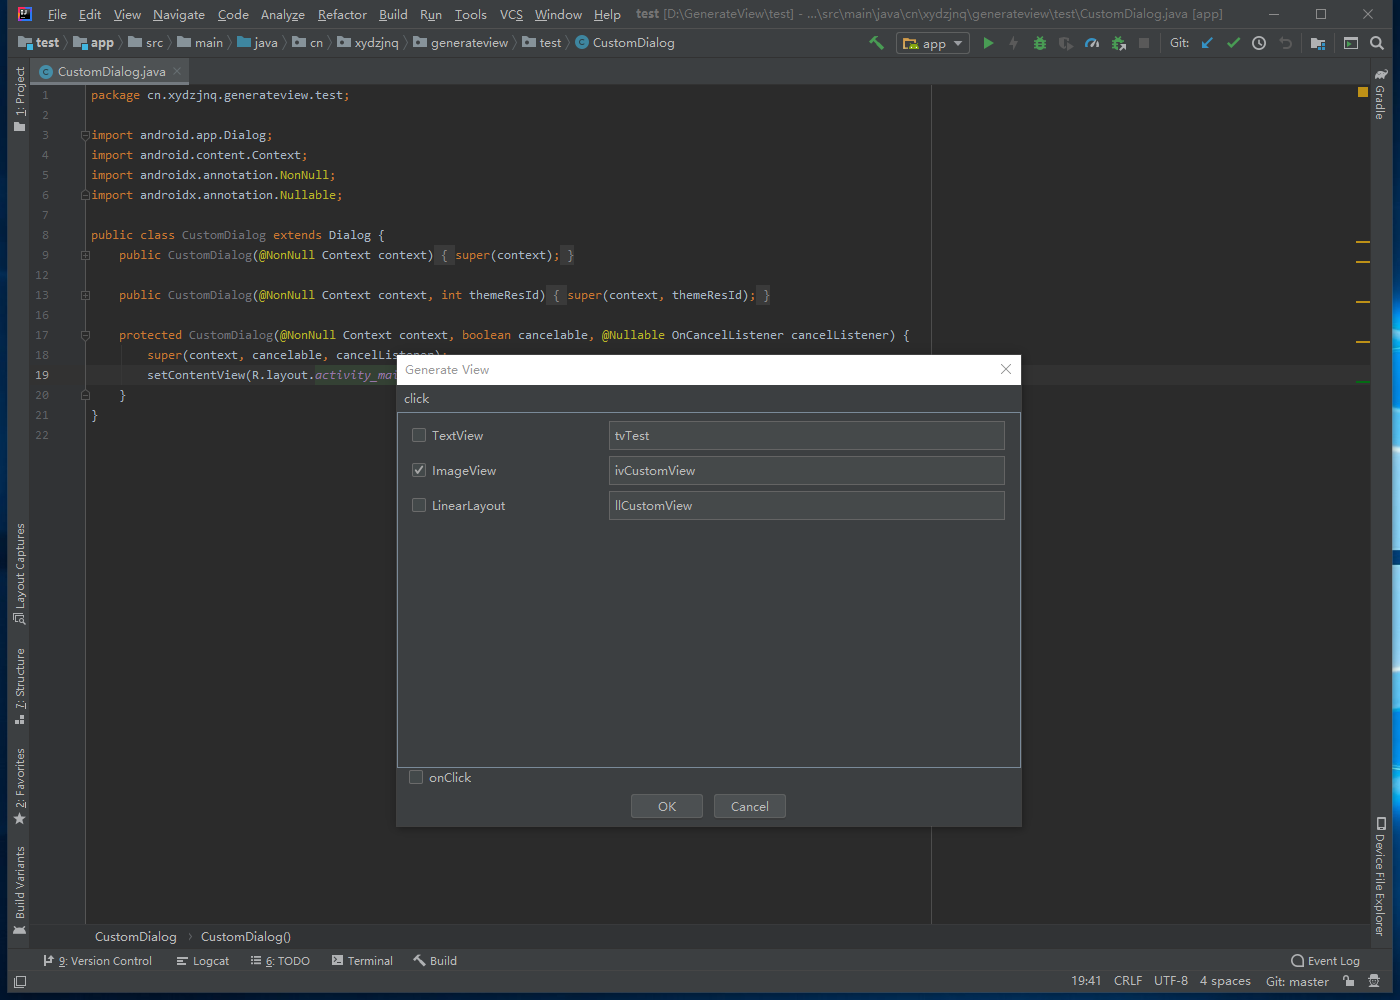 File Edit View Navigate Code Analyze Refactor Build Run Tools VCS Window Help test [D:\GenerateView\test] - ...\src\main\java\cn\xydzjnq\generateview\test\CustomDialog.java [app]
test app src main java cn xydzjnq generateview test CustomDialog app Git:
CustomDialog.java
1 package cn.xydzjnq.generateview.test;
2
3 import android.app.Dialog;
4 import android.content.Context;
5 import androidx.annotation.NonNull;
6 import androidx.annotation.Nullable;
7
8 public class CustomDialog extends Dialog {
9 public CustomDialog(@NonNull Context context) { super(context); }
12
13 public CustomDialog(@NonNull Context context, int themeResId) { super(context, themeResId); }
16
17 protected CustomDialog(@NonNull Context context, boolean cancelable, @Nullable OnCancelListener cancelListener) {
18 super(context, cancelable, cancelListener);
19 setContentView(R.layout.activity_mai
20 }
21 }
22
Generate View
click
TextView tvTest
ImageView ivCustomView
LinearLayout llCustomView
onClick
OK Cancel
1: Project
Layout Captures
7: Structure
2: Favorites
Build Variants
Gradle
Device File Explorer
CustomDialog CustomDialog()
9: Version Control Logcat 6: TODO Terminal Build Event Log
19:41 CRLF UTF-8 4 spaces Git: master